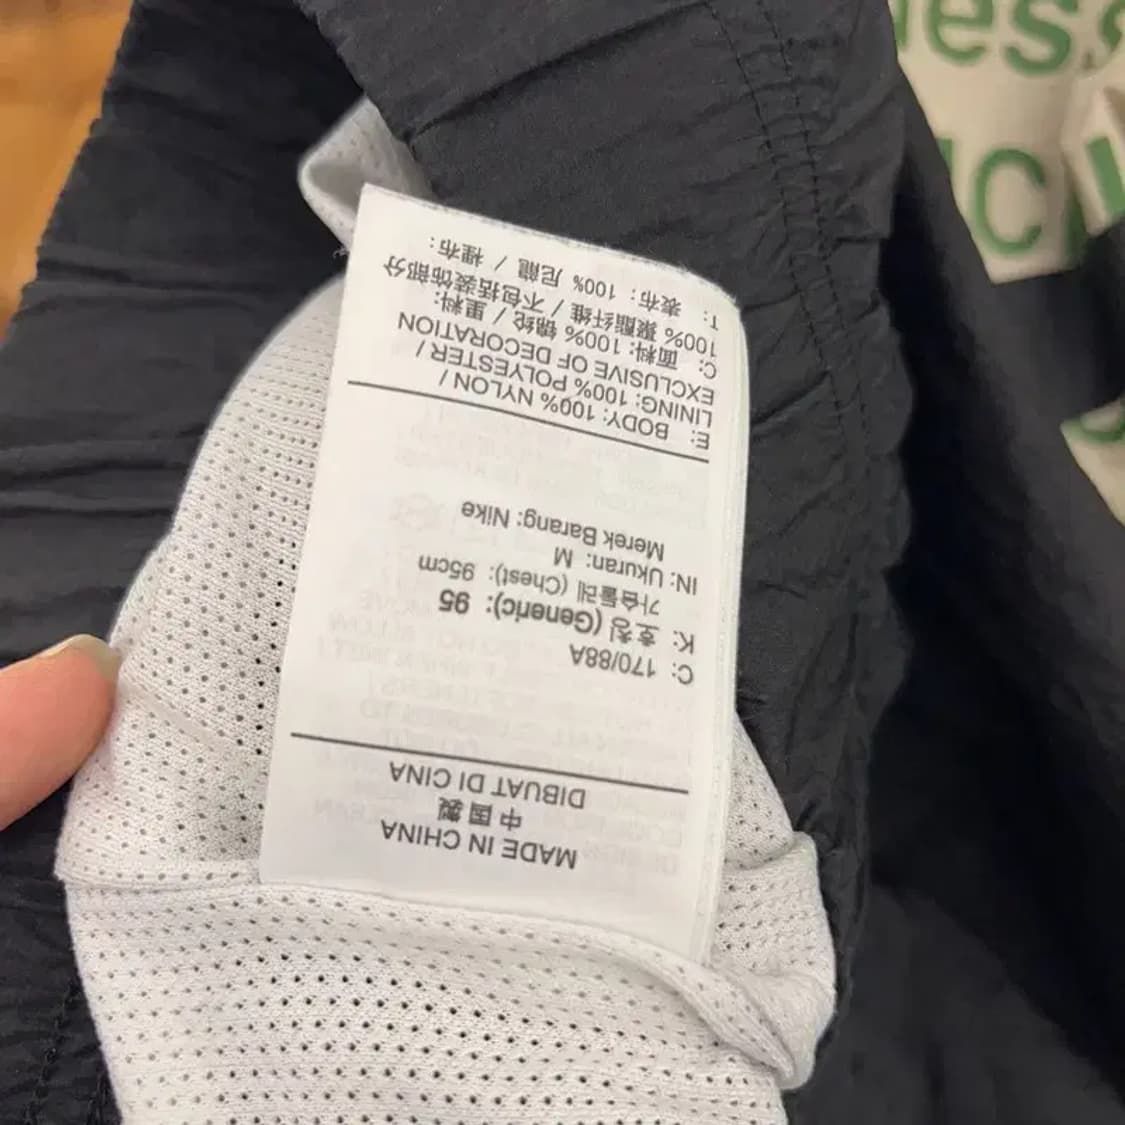 MADE IN CHINA
中国製
DIBUAT DI CINA
C: 170/88A
K: 호칭 (Generic): 95
가슴둘레 (Chest): 95cm
IN: Ukuran: M
Merek Barang: Nike
E: BODY: 100% NYLON /
LINING: 100% POLYESTER /
EXCLUSIVE OF DECORATION
C: 面料: 100% 锦纶 / 里料:
100% 聚酯纤维 / 不包括装饰部分
T: 表布: 100% 尼龍 / 裡布:
ess